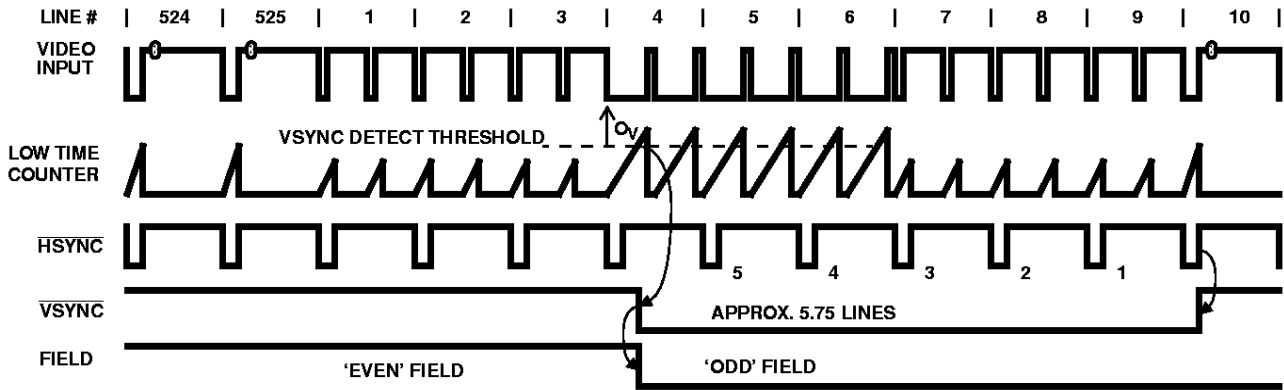 LINE # | 524 | 525 | 1 | 2 | 3 | 4 | 5 | 6 | 7 | 8 | 9 | 10 |
VIDEO
INPUT
VSYNC DETECT THRESHOLD
OV
LOW TIME
COUNTER
HSYNC
5 4 3 2 1
VSYNC
APPROX. 5.75 LINES
FIELD
‘EVEN’ FIELD
‘ODD’ FIELD